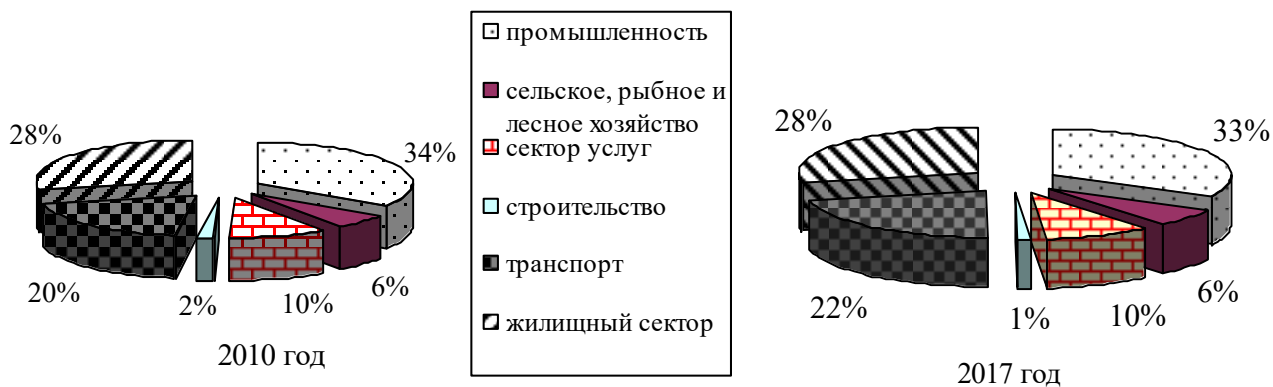 28%
34%
20%
2%
10%
6%
2010 год
промышленность
сельское, рыбное и
лесное хозяйство
сектор услуг
строительство
транспорт
жилищный сектор
28%
33%
22%
1%
10%
6%
2017 год